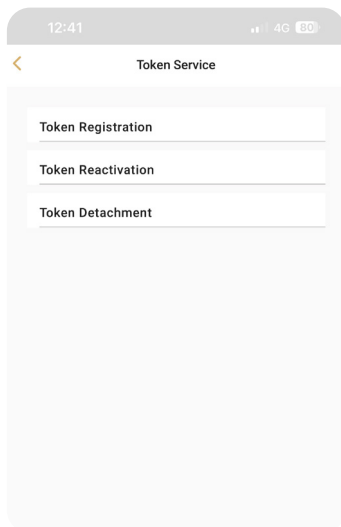 12:41 4G 80
Token Service
Token Registration
Token Reactivation
Token Detachment